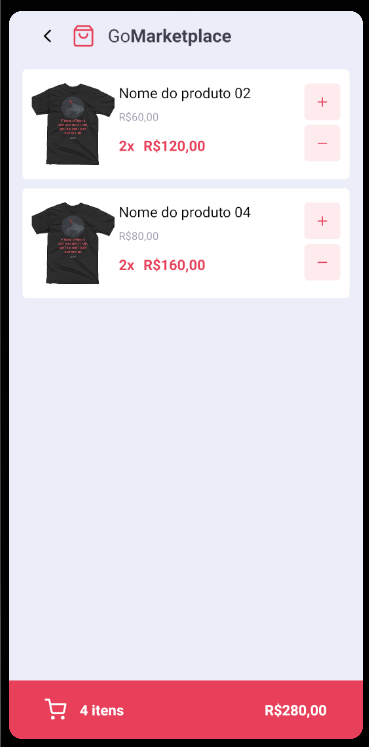 GoMarketplace
Nome do produto 02
R$60,00
2x R$120,00
+
−
Nome do produto 04
R$80,00
2x R$160,00
+
−
4 itens R$280,00